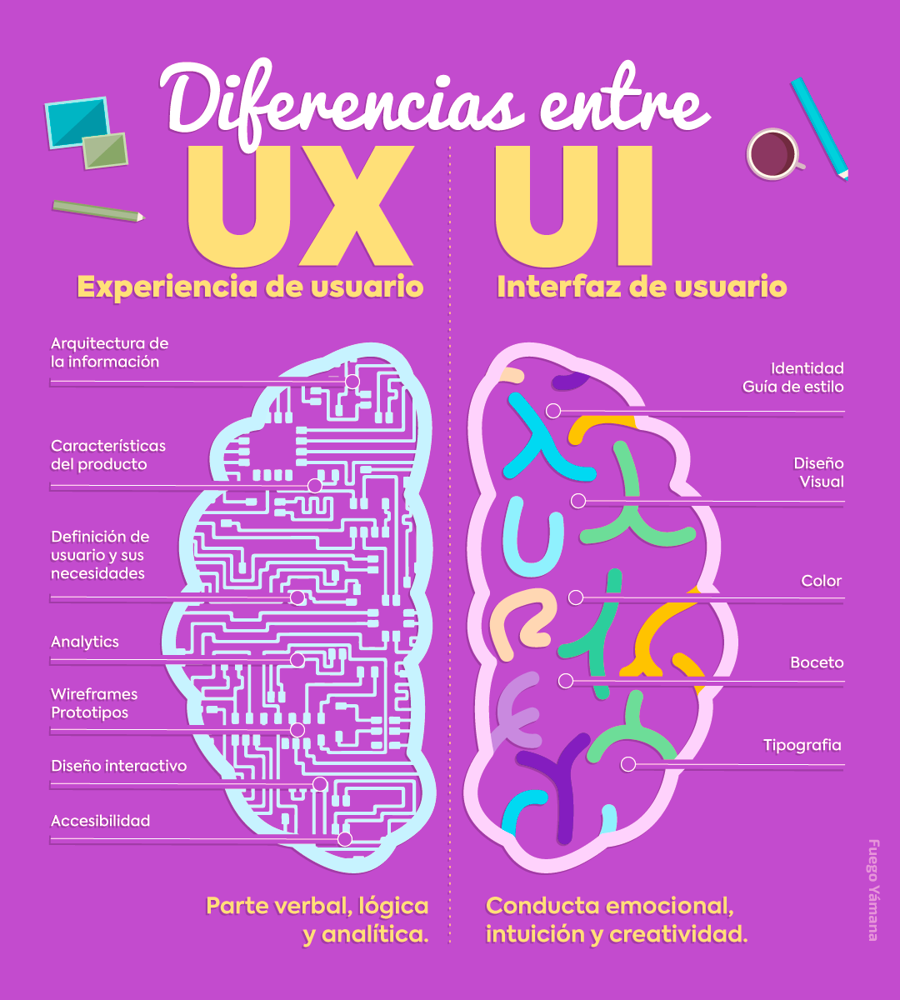 Diferencias entre
UX
Experiencia de usuario
Arquitectura de
la información
Características
del producto
Definición de
usuario y sus
necesidades
Analytics
Wireframes
Prototipos
Diseño interactivo
Accesibilidad
Parte verbal, lógica
y analítica.
UI
Interfaz de usuario
Identidad
Guía de estilo
Diseño
Visual
Color
Boceto
Tipografia
Conducta emocional,
intuición y creatividad.
Fuego Yámana